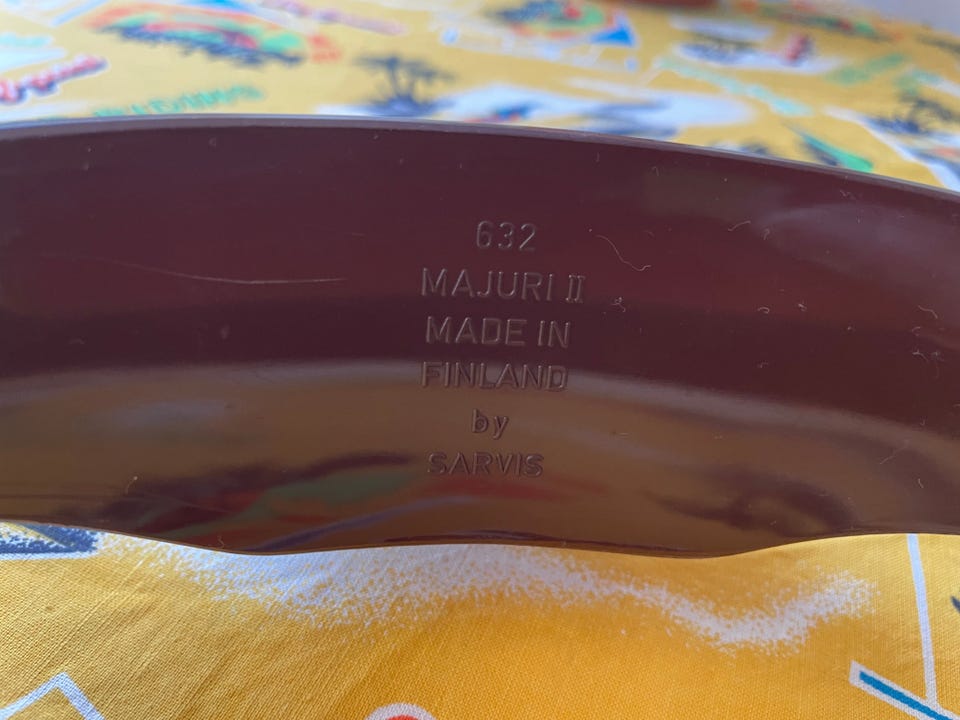 632
MAJURI II
MADE IN
FINLAND
by
SARVIS